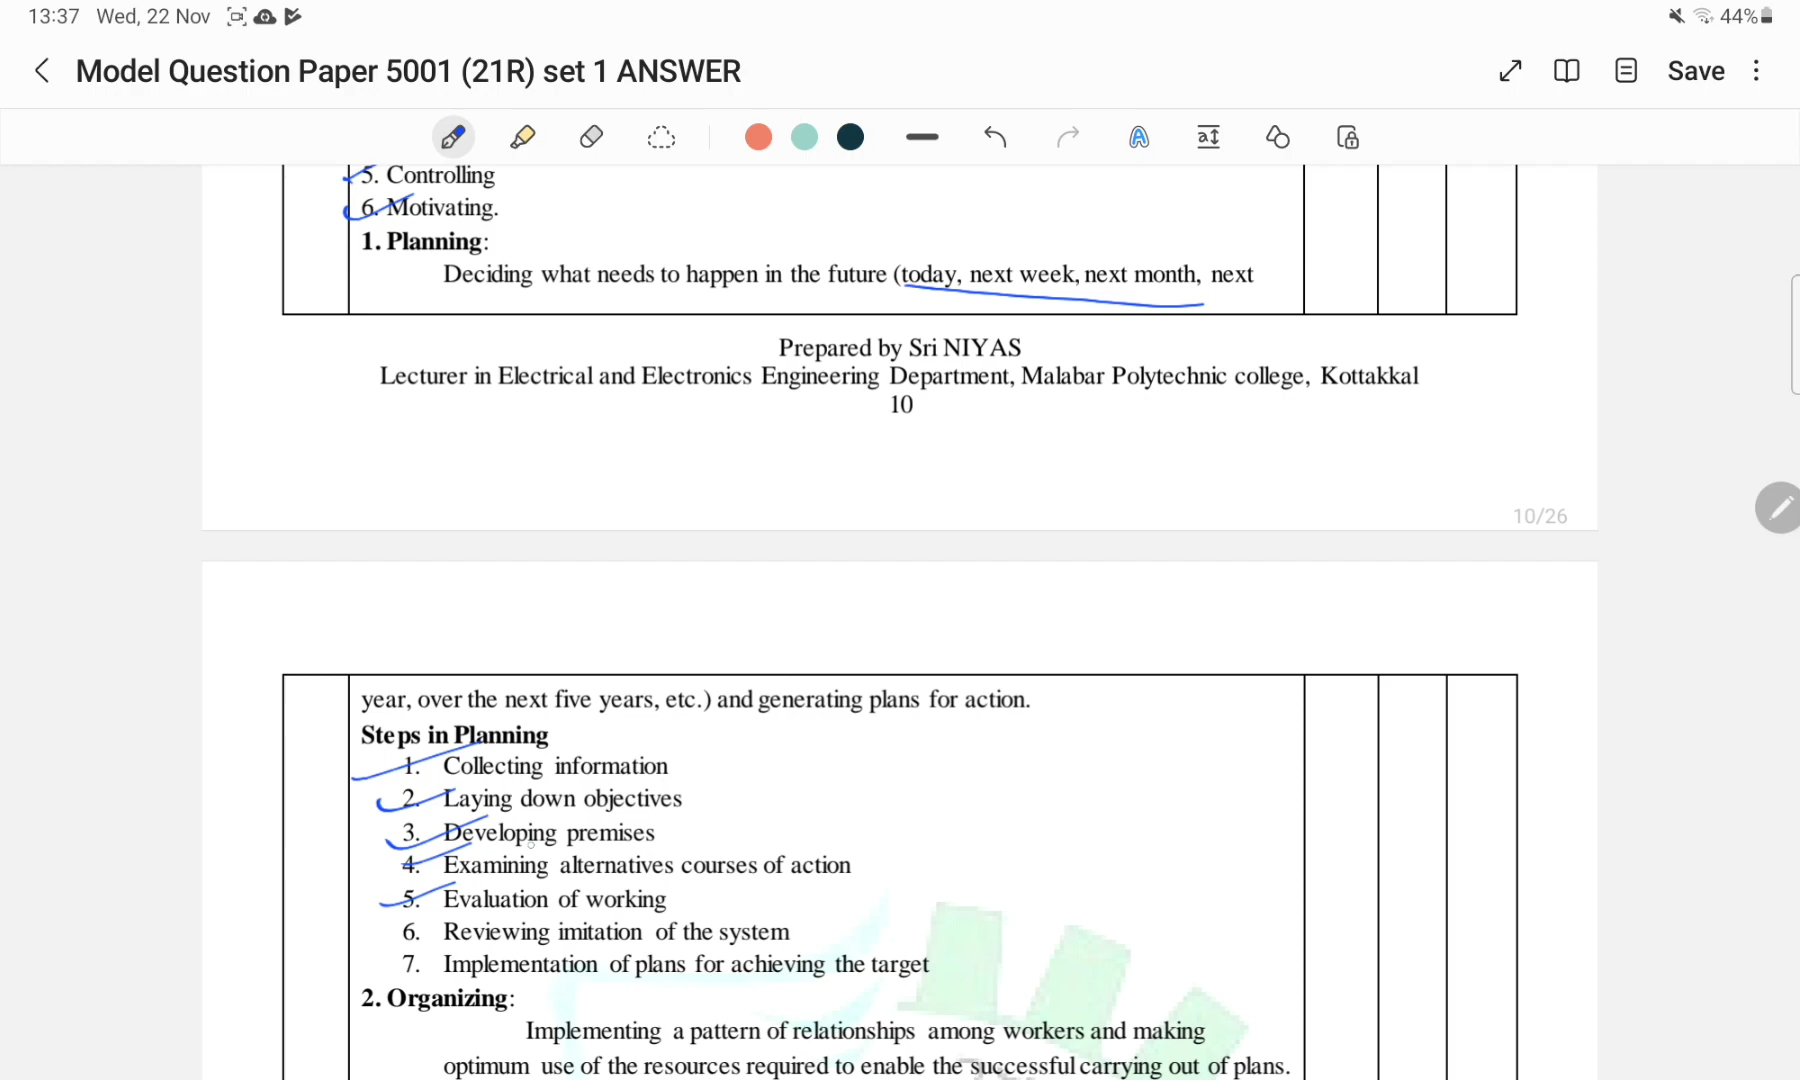 13:37 Wed, 22 Nov
44%
Model Question Paper 5001 (21R) set 1 ANSWER
Save
5. Controlling
6. Motivating.
1. Planning:
Deciding what needs to happen in the future (today, next week, next month, next
Prepared by Sri NIYAS
Lecturer in Electrical and Electronics Engineering Department, Malabar Polytechnic college, Kottakkal
10
10/26
year, over the next five years, etc.) and generating plans for action.
Steps in Planning
1. Collecting information
2. Laying down objectives
3. Developing premises
4. Examining alternatives courses of action
5. Evaluation of working
6. Reviewing imitation of the system
7. Implementation of plans for achieving the target
2. Organizing:
Implementing a pattern of relationships among workers and making
optimum use of the resources required to enable the successful carrying out of plans.